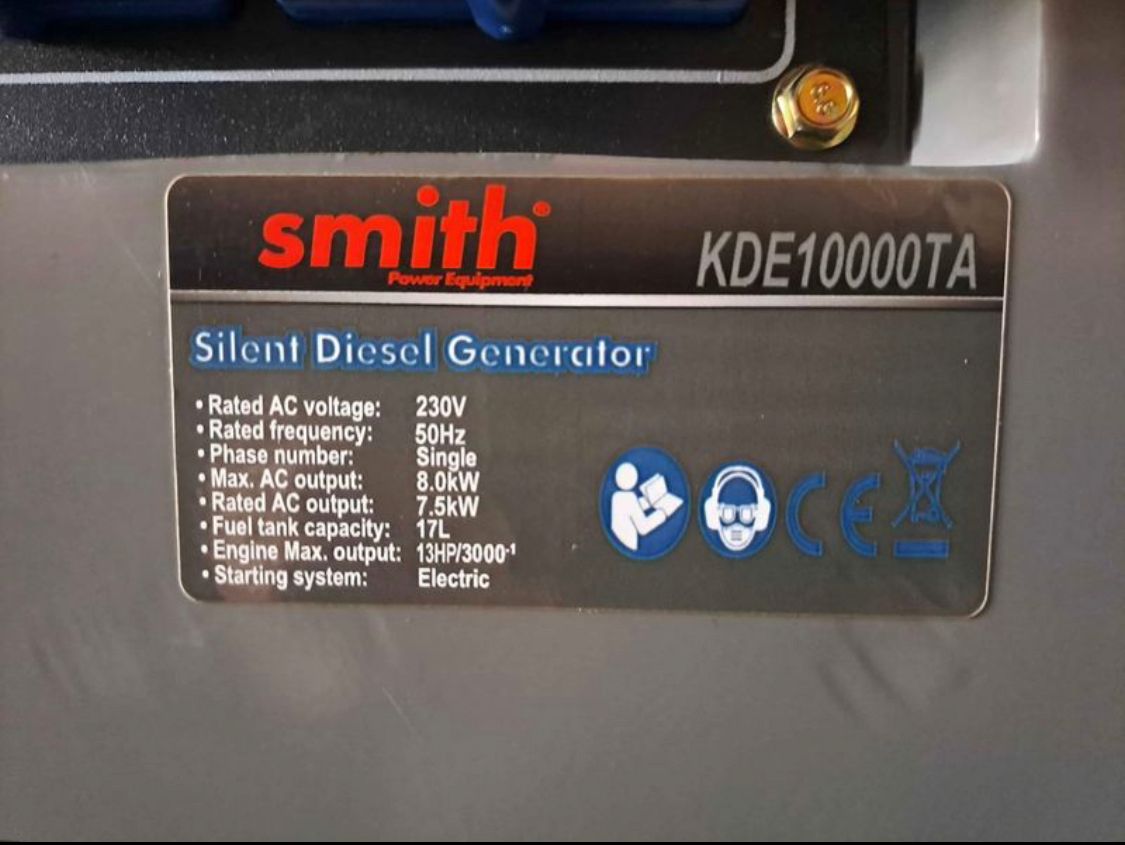 smith®
Power Equipment
KDE10000TA
Silent Diesel Generator
• Rated AC voltage: 230V
• Rated frequency: 50Hz
• Phase number: Single
• Max. AC output: 8.0kW
• Rated AC output: 7.5kW
• Fuel tank capacity: 17L
• Engine Max. output: 13HP/3000⁻¹
• Starting system: Electric
CE